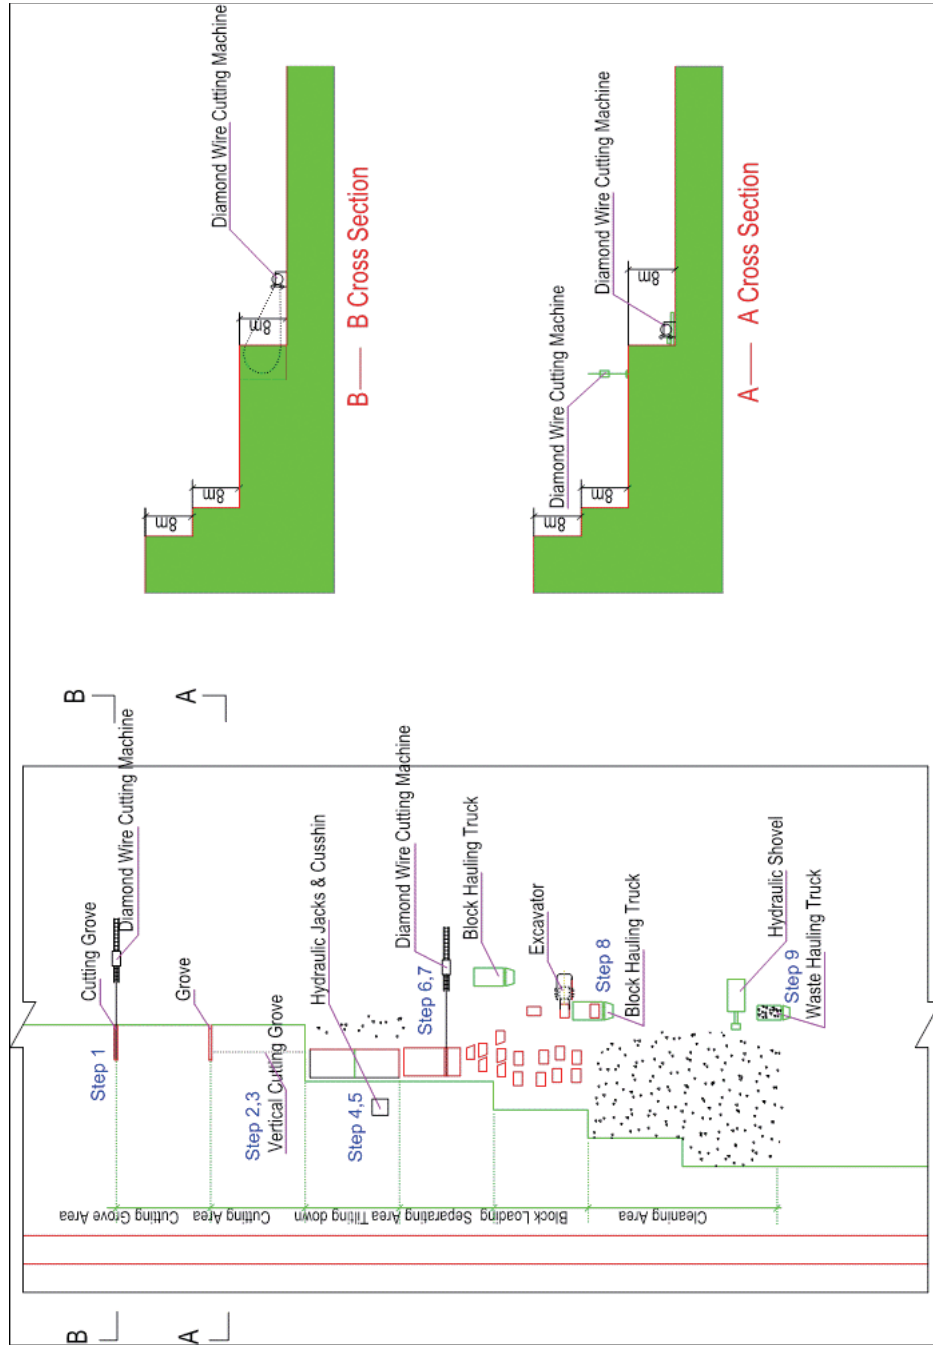 B
A
Step 1
Cutting Grove
Diamond Wire Cutting Machine
Grove
Step 2,3
Vertical Cutting Grove
Step 4,5
Hydraulic Jacks & Cusshin
Diamond Wire Cutting Machine
Step 6,7
Block Hauling Truck
Excavator
Step 8
Block Hauling Truck
Hydraulic Shovel
Step 9
Waste Hauling Truck
Cutting Grove Area
Cutting Area
Tilting down
Separating Area
Block Loading
Cleaning Area
B
A
8m
8m
8m
Diamond Wire Cutting Machine
B — B Cross Section
8m
8m
8m
Diamond Wire Cutting Machine
Diamond Wire Cutting Machine
A — A Cross Section